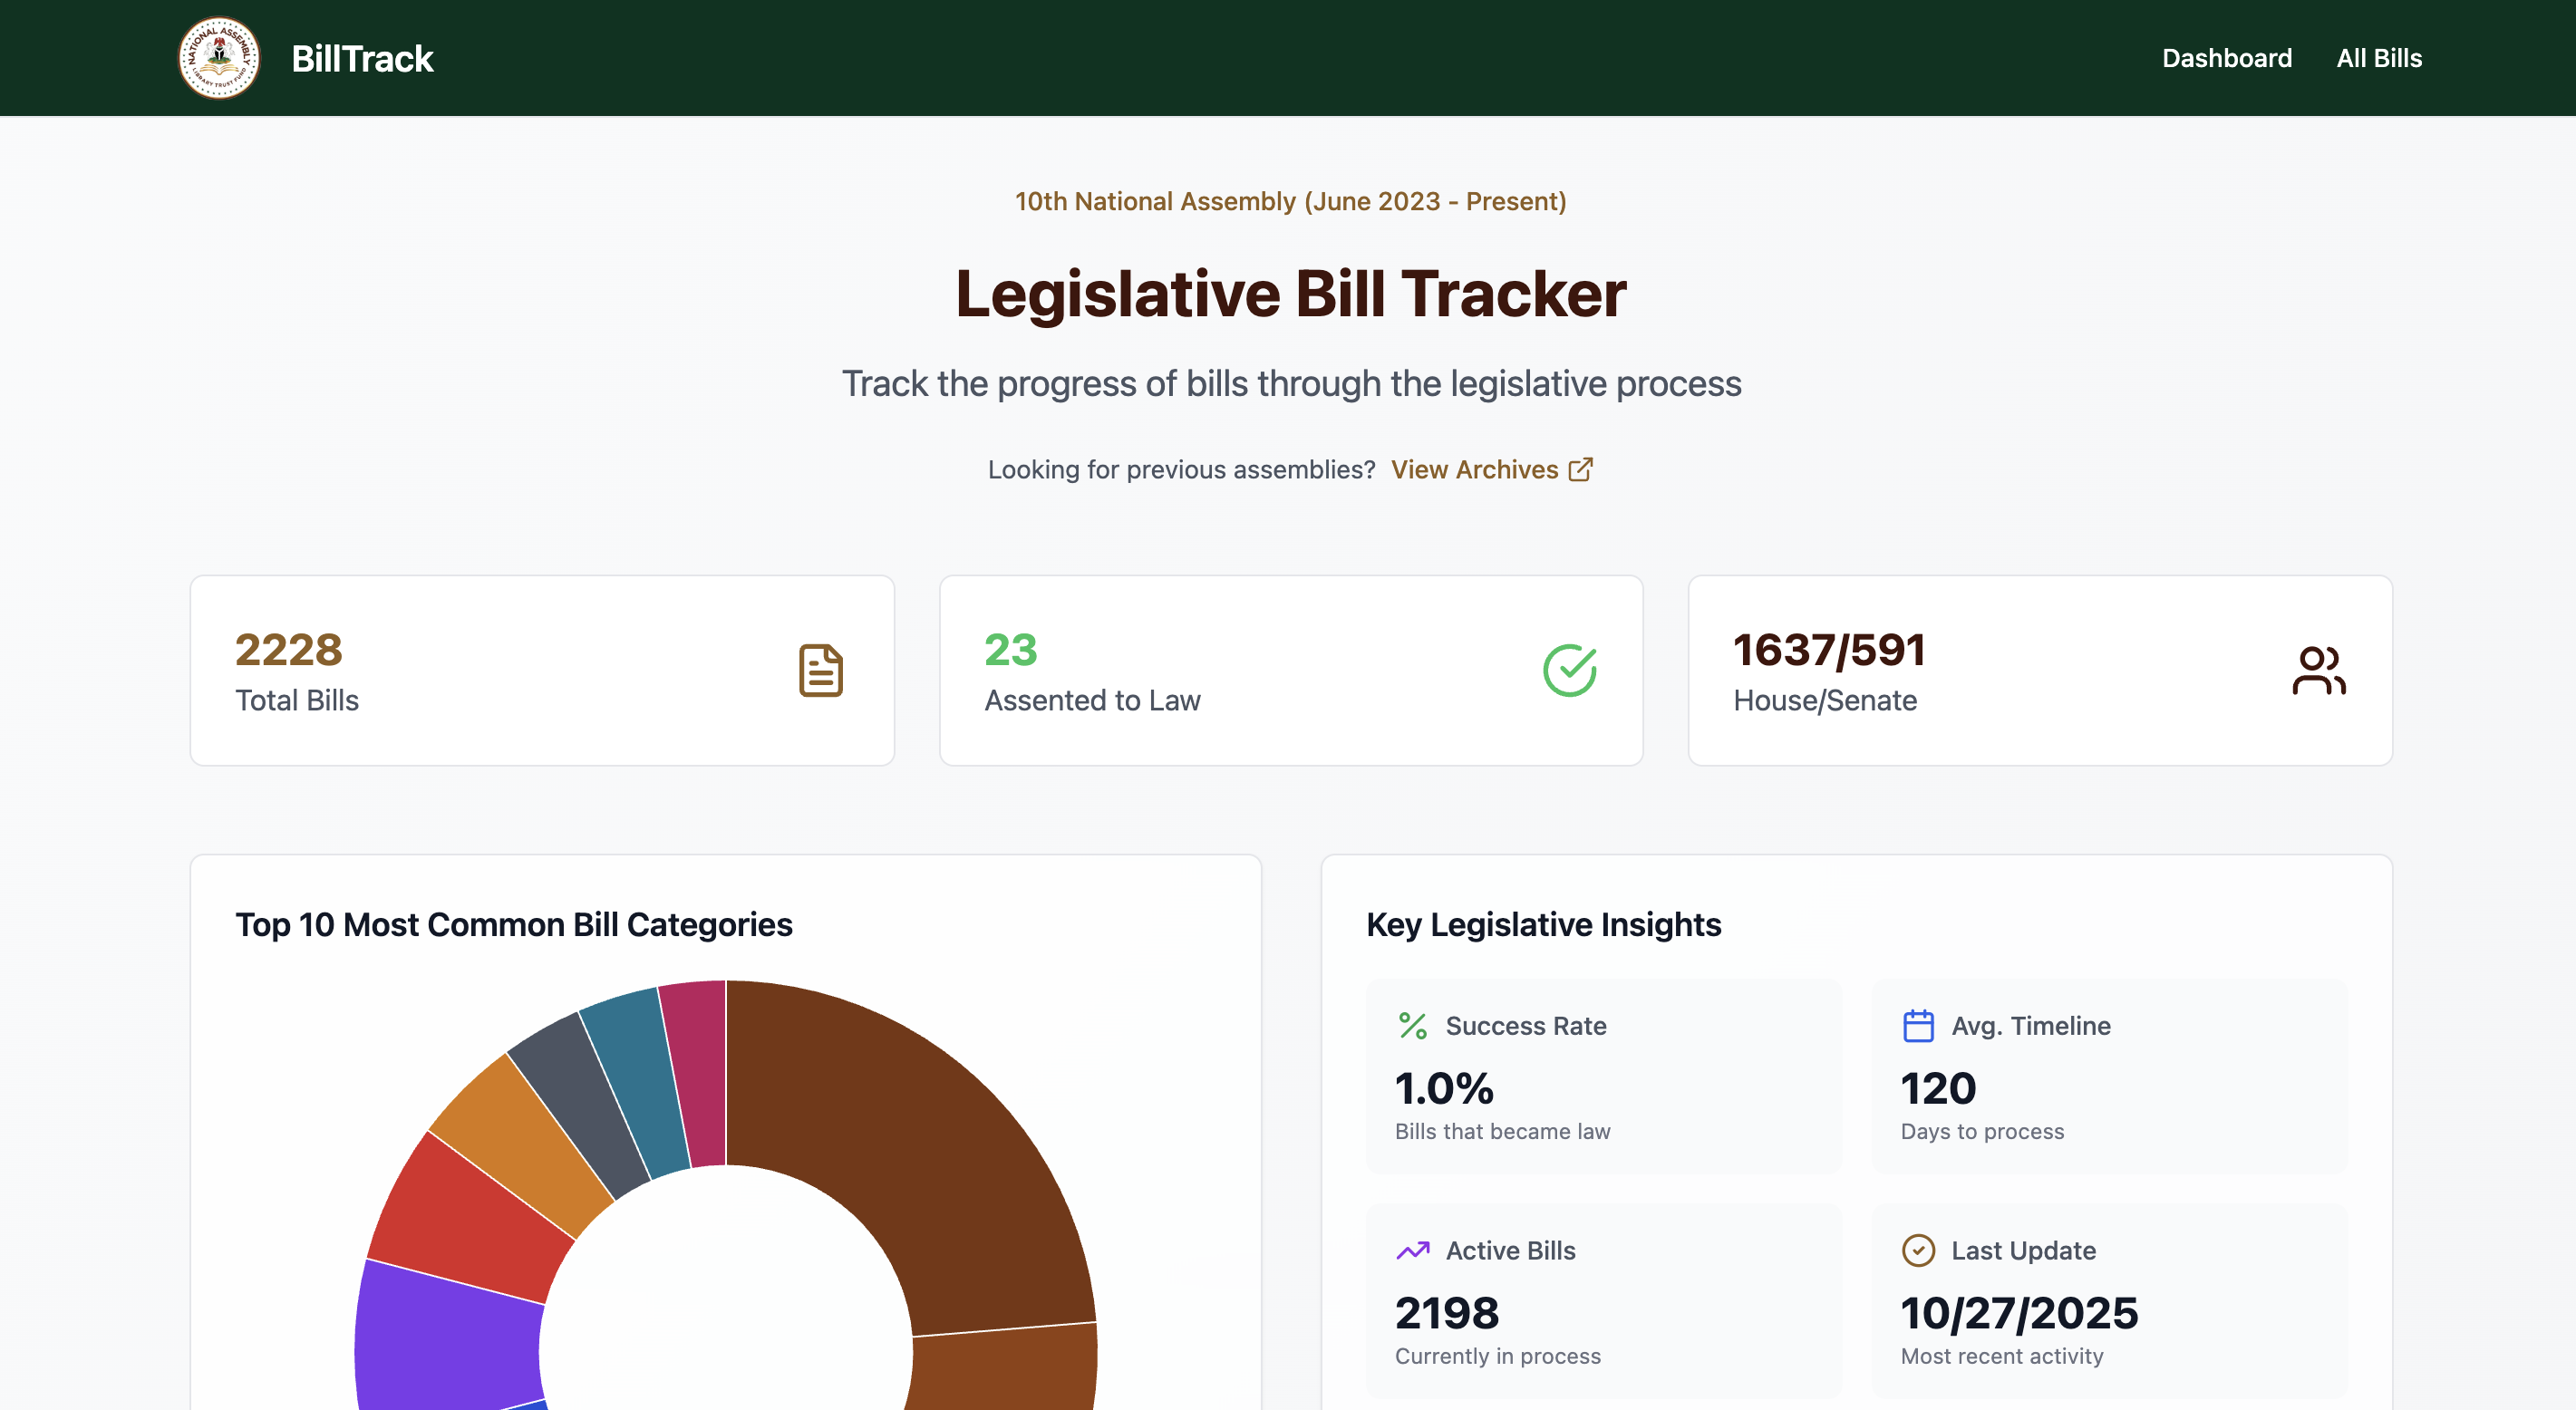 NATIONAL ASSEMBLY
LIBRARY TRUST FUND
BillTrack
Dashboard
All Bills
10th National Assembly (June 2023 - Present)
Legislative Bill Tracker
Track the progress of bills through the legislative process
Looking for previous assemblies? View Archives
2228
Total Bills
23
Assented to Law
1637/591
House/Senate
Top 10 Most Common Bill Categories
Key Legislative Insights
Success Rate
1.0%
Bills that became law
Avg. Timeline
120
Days to process
Active Bills
2198
Currently in process
Last Update
10/27/2025
Most recent activity